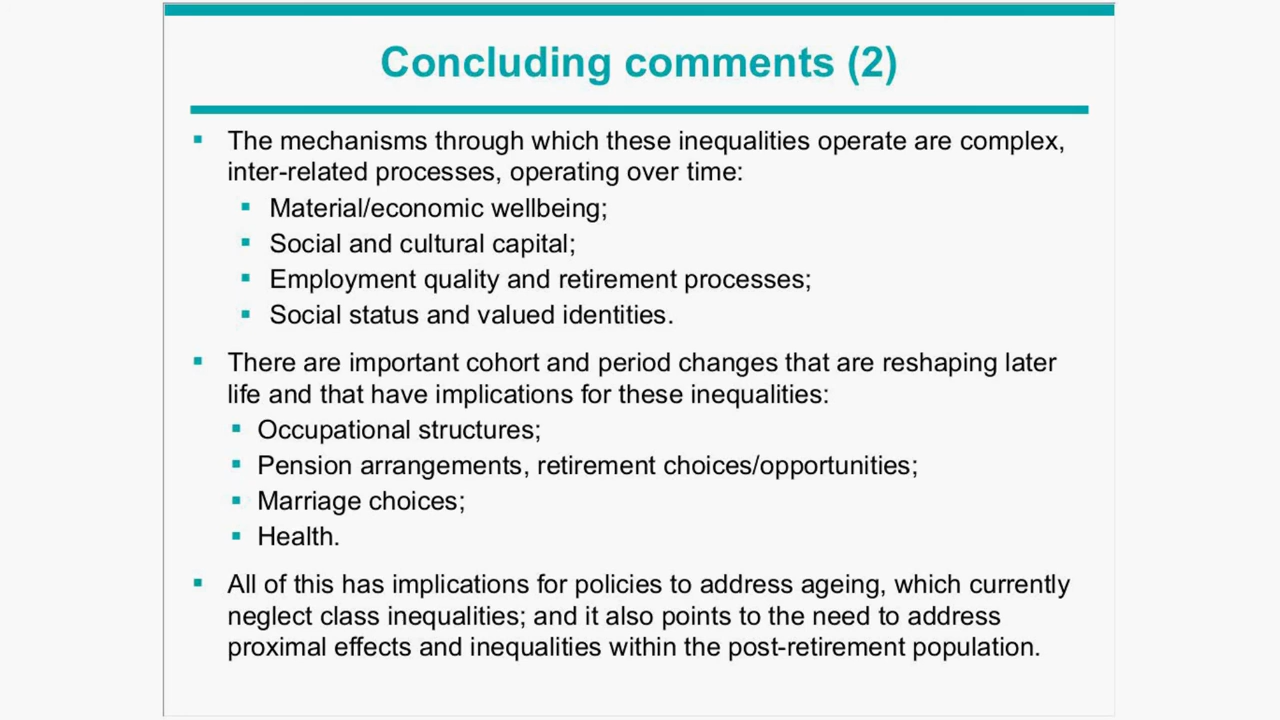 Concluding comments (2)
▪ The mechanisms through which these inequalities operate are complex,
inter-related processes, operating over time:
▪ Material/economic wellbeing;
▪ Social and cultural capital;
▪ Employment quality and retirement processes;
▪ Social status and valued identities.
▪ There are important cohort and period changes that are reshaping later
life and that have implications for these inequalities:
▪ Occupational structures;
▪ Pension arrangements, retirement choices/opportunities;
▪ Marriage choices;
▪ Health.
▪ All of this has implications for policies to address ageing, which currently
neglect class inequalities; and it also points to the need to address
proximal effects and inequalities within the post-retirement population.